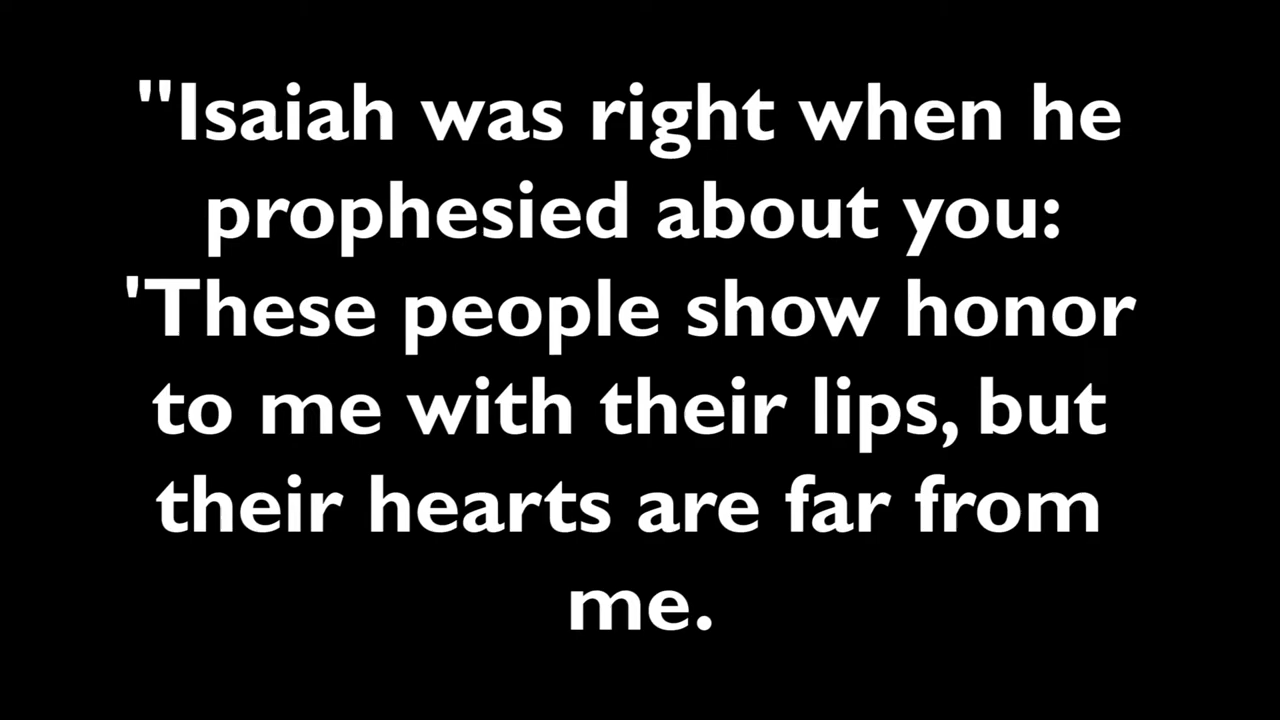 "Isaiah was right when he
prophesied about you:
'These people show honor
to me with their lips, but
their hearts are far from
me.